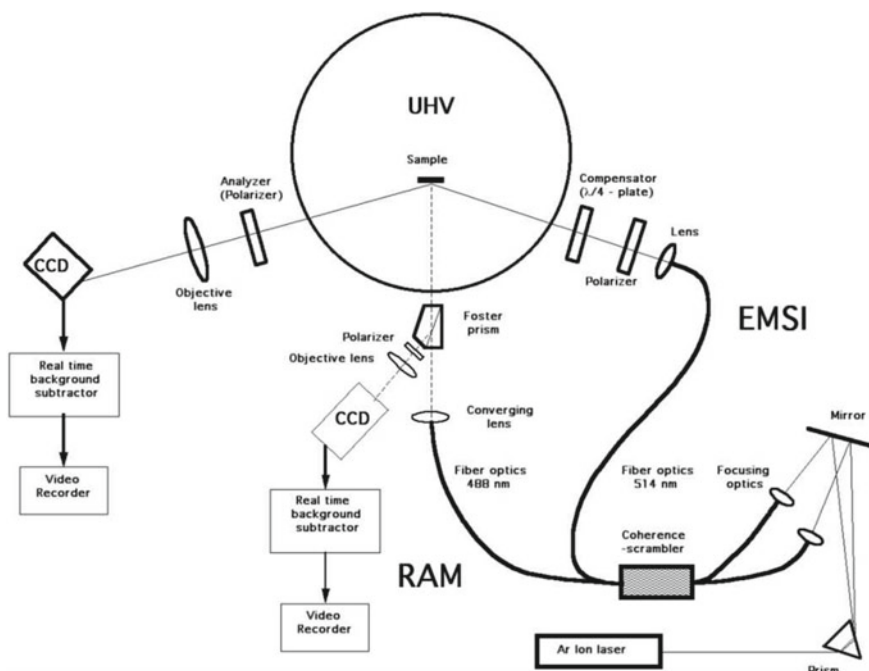 UHV
Sample
Analyzer
(Polarizer)
Compensator
(λ/4 - plate)
Lens
CCD
Objective
lens
Polarizer
EMSI
Foster
prism
Polarizer
Objective lens
Real time
background
subtractor
CCD
Converging
lens
Mirror
Video
Recorder
Fiber optics
488 nm
Fiber optics
514 nm
Focusing
optics
Real time
background
subtractor
Coherence
-scrambler
RAM
Video
Recorder
Ar Ion laser
Prism